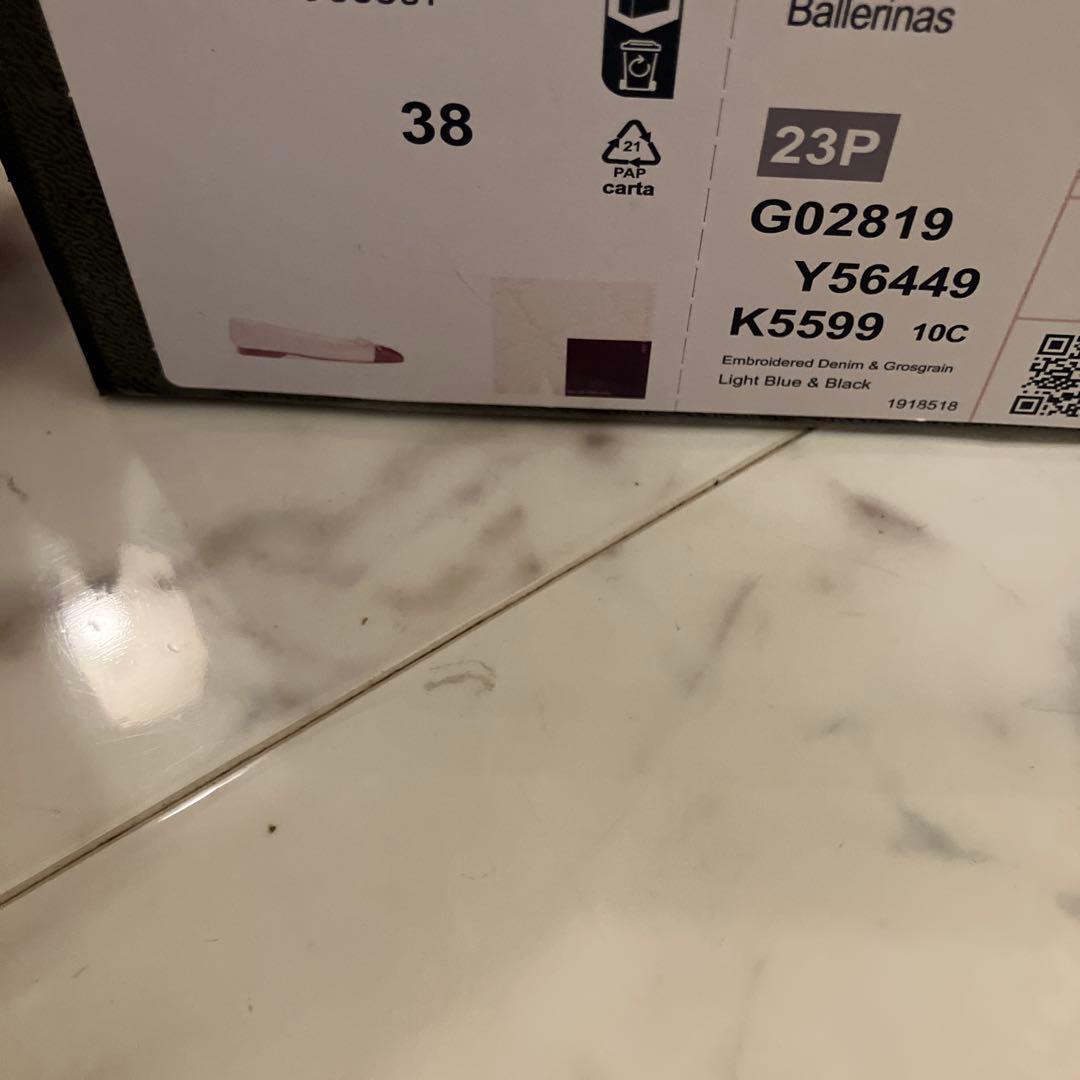 38
21
PAP
carta
Ballerinas
23P
G02819
Y56449
K5599 10C
Embroidered Denim & Grosgrain
Light Blue & Black
1918518